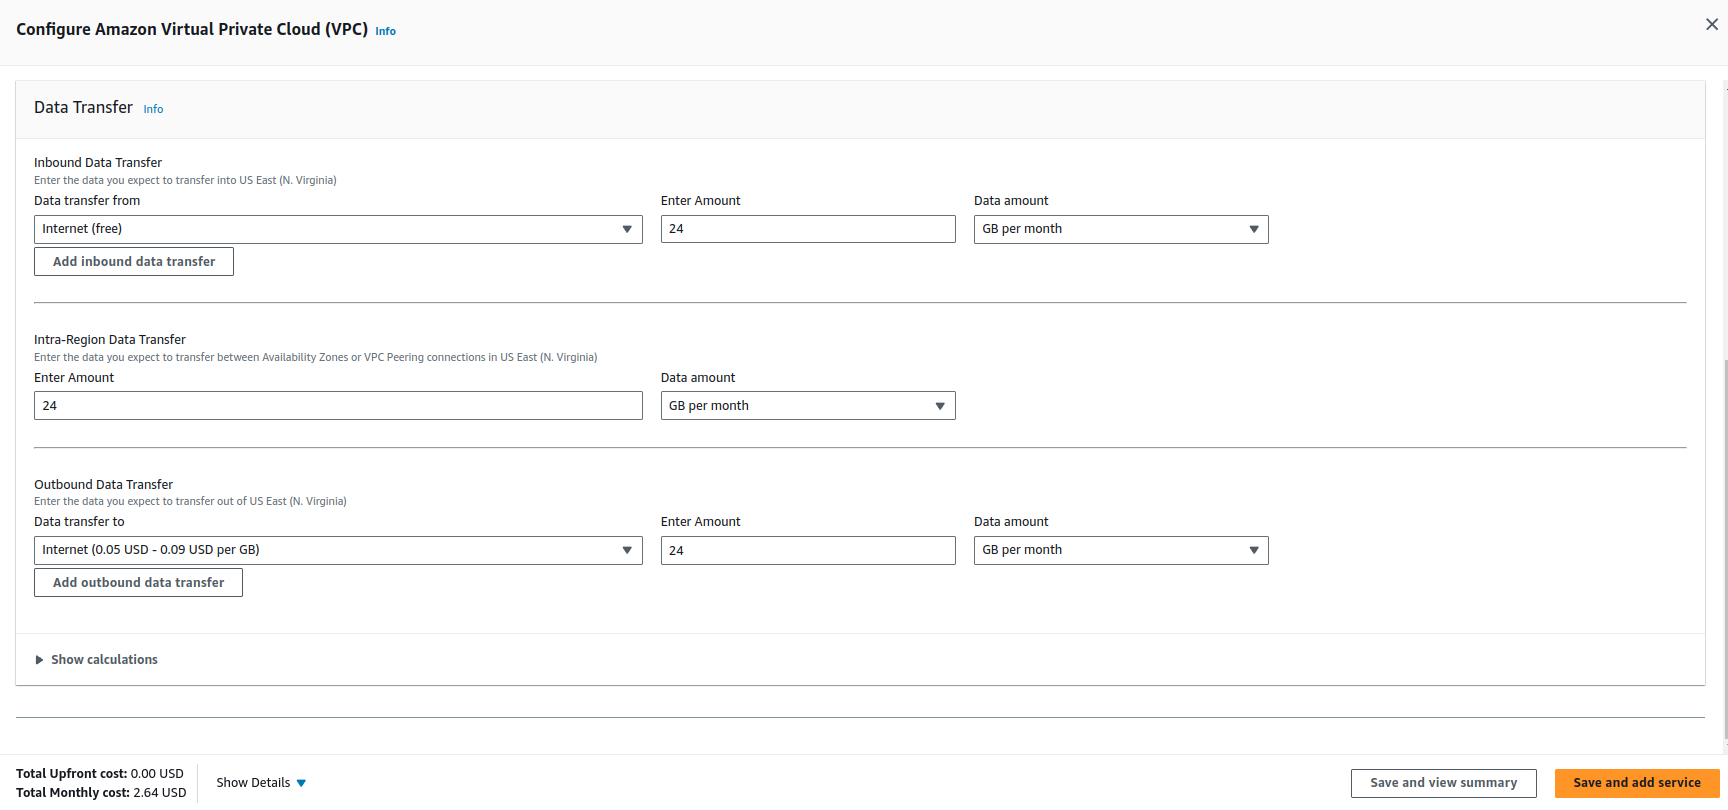 Configure Amazon Virtual Private Cloud (VPC) Info
Data Transfer Info
Inbound Data Transfer
Enter the data you expect to transfer into US East (N. Virginia)
Data transfer from Enter Amount Data amount
Internet (free) 24 GB per month
Add inbound data transfer
Intra-Region Data Transfer
Enter the data you expect to transfer between Availability Zones or VPC Peering connections in US East (N. Virginia)
Enter Amount Data amount
24 GB per month
Outbound Data Transfer
Enter the data you expect to transfer out of US East (N. Virginia)
Data transfer to Enter Amount Data amount
Internet (0.05 USD - 0.09 USD per GB) 24 GB per month
Add outbound data transfer
Show calculations
Total Upfront cost: 0.00 USD
Total Monthly cost: 2.64 USD
Show Details
Save and view summary Save and add service